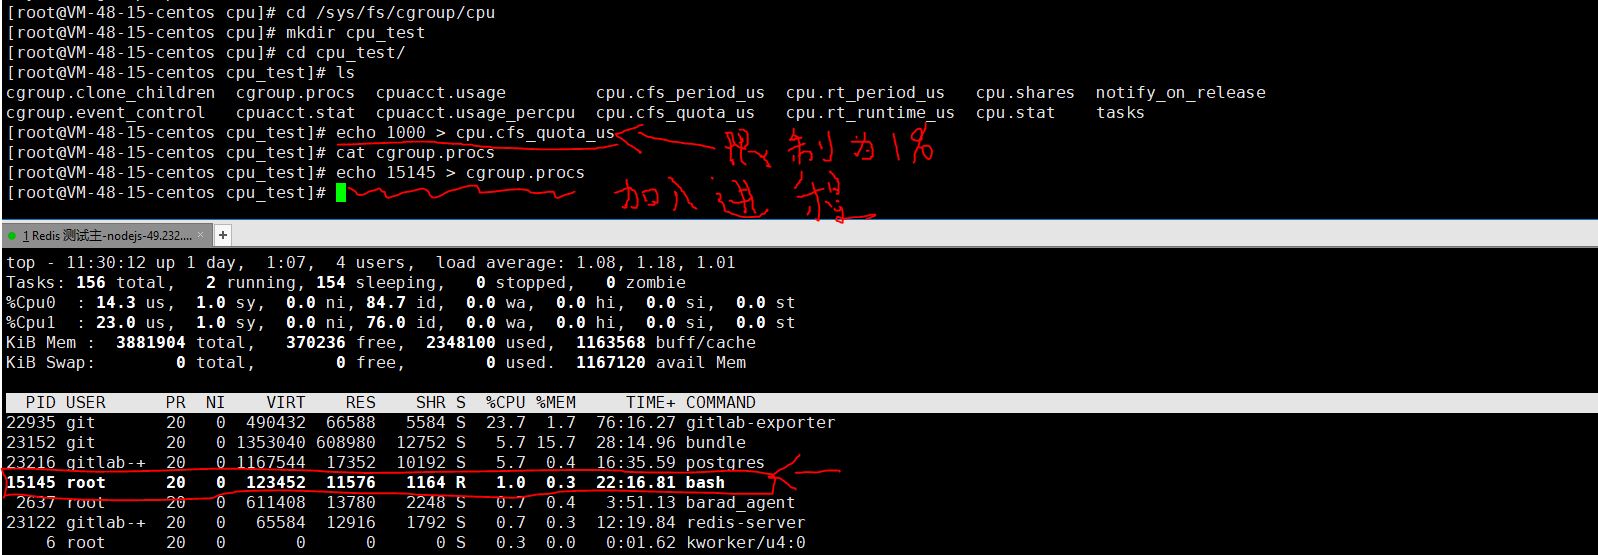 [root@VM-48-15-centos cpu]# cd /sys/fs/cgroup/cpu
[root@VM-48-15-centos cpu]# mkdir cpu_test
[root@VM-48-15-centos cpu]# cd cpu_test/
[root@VM-48-15-centos cpu_test]# ls
cgroup.clone_children cgroup.procs cpuacct.usage cpu.cfs_period_us cpu.rt_period_us cpu.shares notify_on_release
cgroup.event_control cpuacct.stat cpuacct.usage_percpu cpu.cfs_quota_us cpu.rt_runtime_us cpu.stat tasks
[root@VM-48-15-centos cpu_test]# echo 1000 > cpu.cfs_quota_us
限制为1%
[root@VM-48-15-centos cpu_test]# cat cgroup.procs
[root@VM-48-15-centos cpu_test]# echo 15145 > cgroup.procs
[root@VM-48-15-centos cpu_test]#
加入进程
1 Redis 测试主-nodejs-49.232.... × +
top - 11:30:12 up 1 day, 1:07, 4 users, load average: 1.08, 1.18, 1.01
Tasks: 156 total, 2 running, 154 sleeping, 0 stopped, 0 zombie
%Cpu0 : 14.3 us, 1.0 sy, 0.0 ni, 84.7 id, 0.0 wa, 0.0 hi, 0.0 si, 0.0 st
%Cpu1 : 23.0 us, 1.0 sy, 0.0 ni, 76.0 id, 0.0 wa, 0.0 hi, 0.0 si, 0.0 st
KiB Mem : 3881904 total, 370236 free, 2348100 used, 1163568 buff/cache
KiB Swap: 0 total, 0 free, 0 used. 1167120 avail Mem
PID USER PR NI VIRT RES SHR S %CPU %MEM TIME+ COMMAND
22935 git 20 0 490432 66588 5584 S 23.7 1.7 76:16.27 gitlab-exporter
23152 git 20 0 1353040 608980 12752 S 5.7 15.7 28:14.96 bundle
23216 gitlab-+ 20 0 1167544 17352 10192 S 5.7 0.4 16:35.59 postgres
15145 root 20 0 123452 11576 1164 R 1.0 0.3 22:16.81 bash
2637 root 20 0 611408 13780 2248 S 0.7 0.4 3:51.13 barad_agent
23122 gitlab-+ 20 0 65584 12916 1792 S 0.7 0.3 12:19.84 redis-server
6 root 20 0 0 0 0 S 0.3 0.0 0:01.62 kworker/u4:0